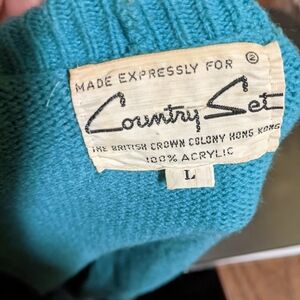 MADE EXPRESSLY FOR ②
Country Set
THE BRITISH CROWN COLONY HONG KONG
100% ACRYLIC
L